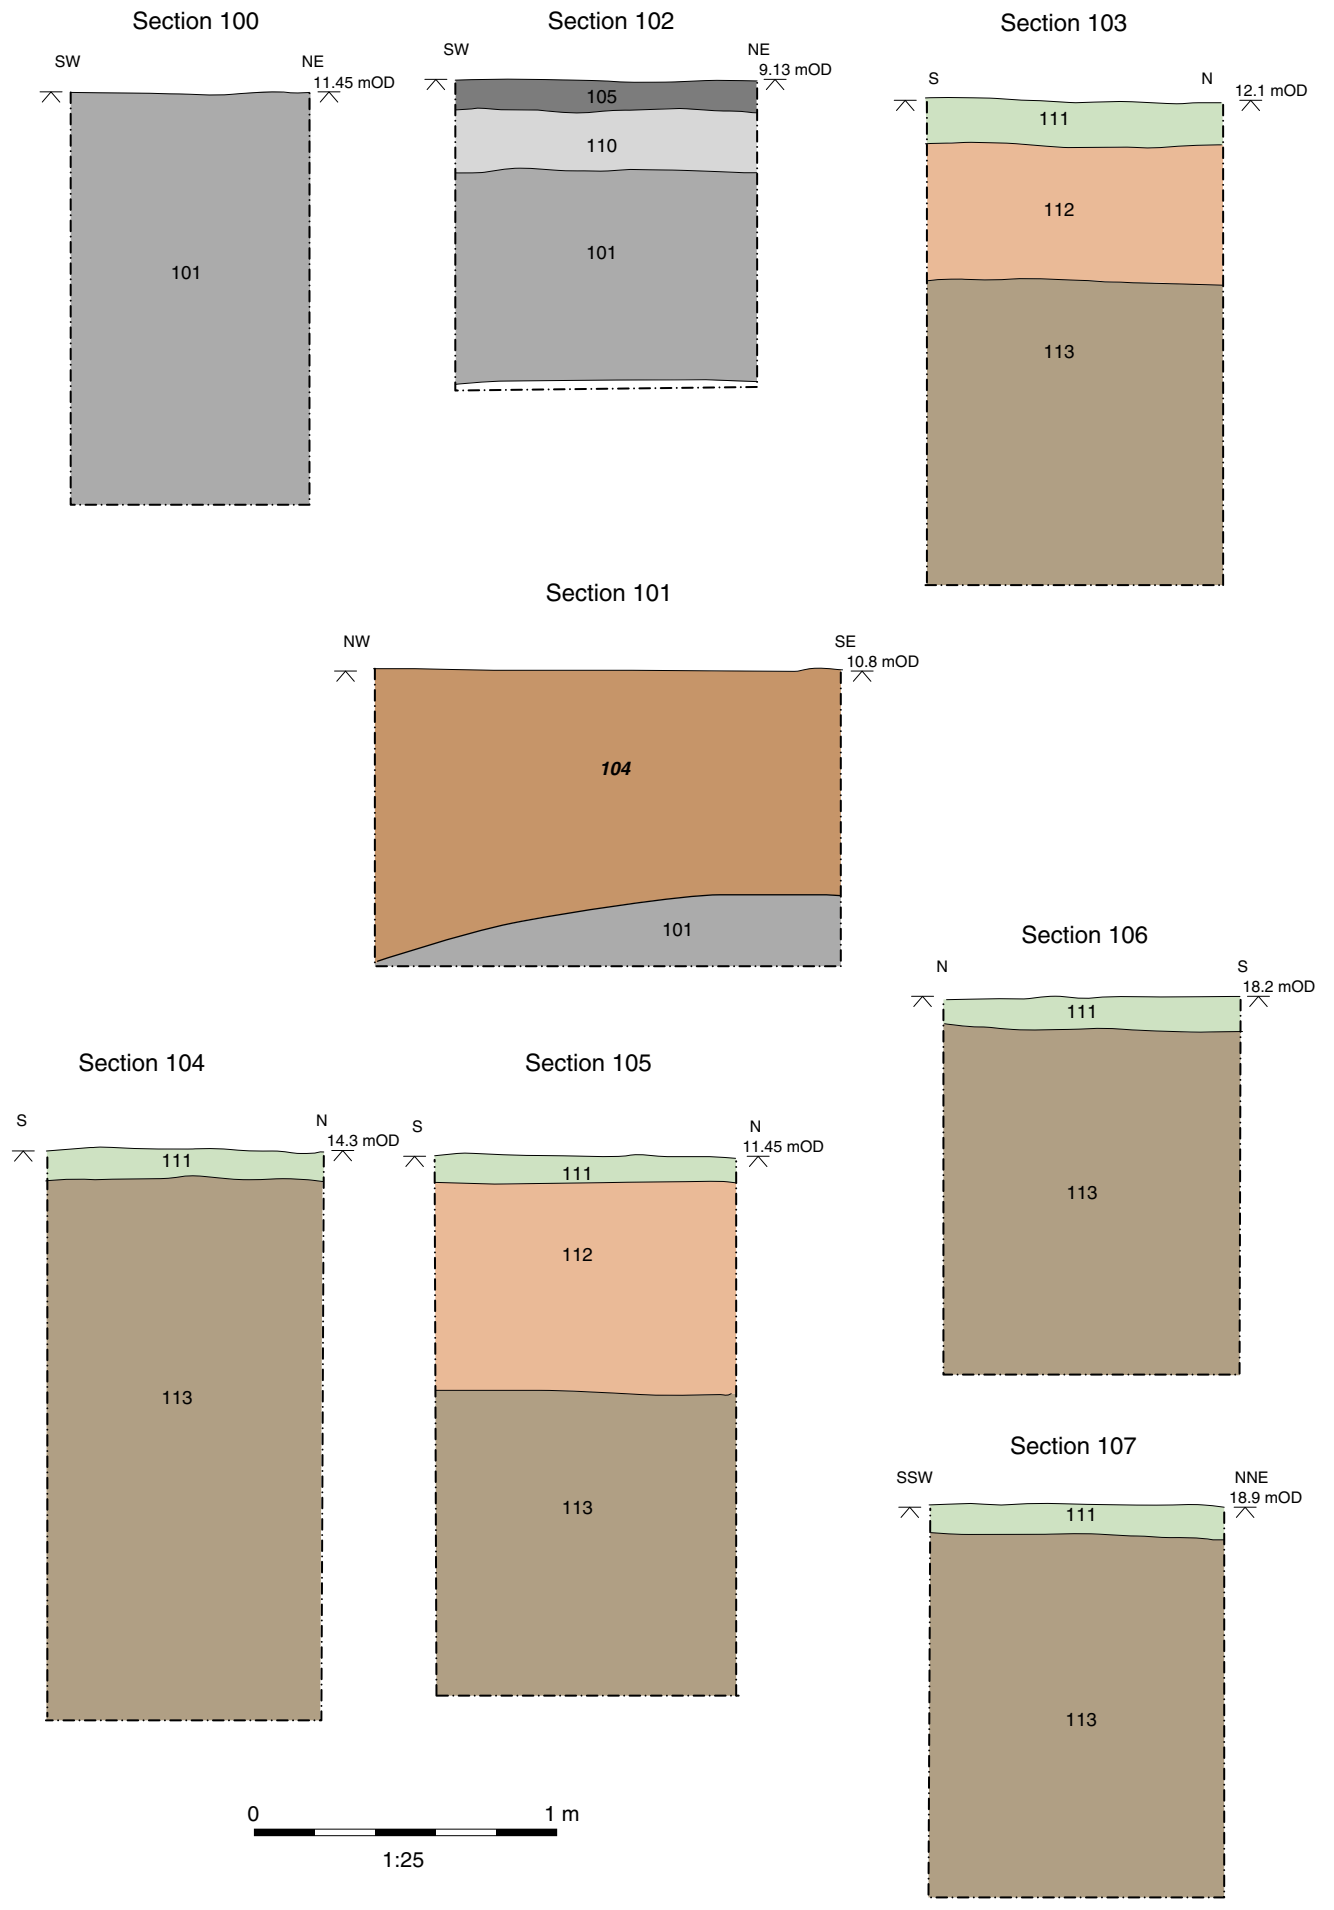 Section 100
SW
NE
11.45 mOD
101
Section 102
SW
NE
9.13 mOD
105
110
101
Section 103
S
N
12.1 mOD
111
112
113
Section 101
NW
SE
10.8 mOD
104
101
Section 106
N
S
18.2 mOD
111
113
Section 104
S
N
14.3 mOD
111
113
Section 105
S
N
11.45 mOD
111
112
113
Section 107
SSW
NNE
18.9 mOD
111
113
0
1 m
1:25